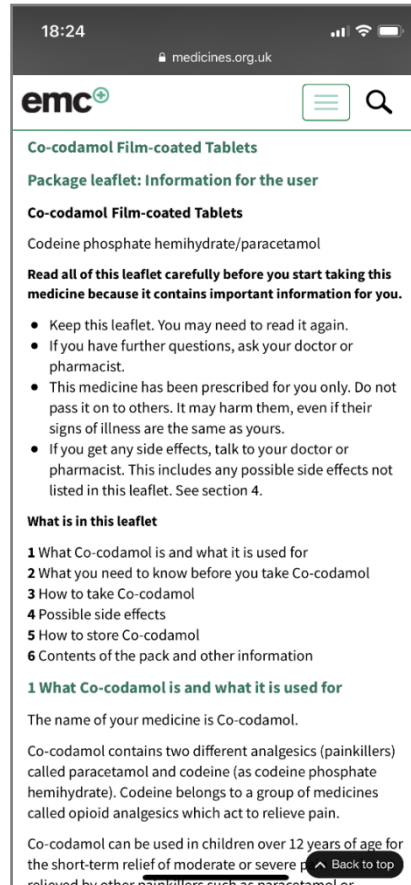 18:24
medicines.org.uk
emc
Co-codamol Film-coated Tablets
Package leaflet: Information for the user
Co-codamol Film-coated Tablets
Codeine phosphate hemihydrate/paracetamol
Read all of this leaflet carefully before you start taking this
medicine because it contains important information for you.
● Keep this leaflet. You may need to read it again.
● If you have further questions, ask your doctor or
pharmacist.
● This medicine has been prescribed for you only. Do not
pass it on to others. It may harm them, even if their
signs of illness are the same as yours.
● If you get any side effects, talk to your doctor or
pharmacist. This includes any possible side effects not
listed in this leaflet. See section 4.
What is in this leaflet
1 What Co-codamol is and what it is used for
2 What you need to know before you take Co-codamol
3 How to take Co-codamol
4 Possible side effects
5 How to store Co-codamol
6 Contents of the pack and other information
1 What Co-codamol is and what it is used for
The name of your medicine is Co-codamol.
Co-codamol contains two different analgesics (painkillers)
called paracetamol and codeine (as codeine phosphate
hemihydrate). Codeine belongs to a group of medicines
called opioid analgesics which act to relieve pain.
Co-codamol can be used in children over 12 years of age for
the short-term relief of moderate or severe
Back to top
relieved by other painkillers such as paracetamol or